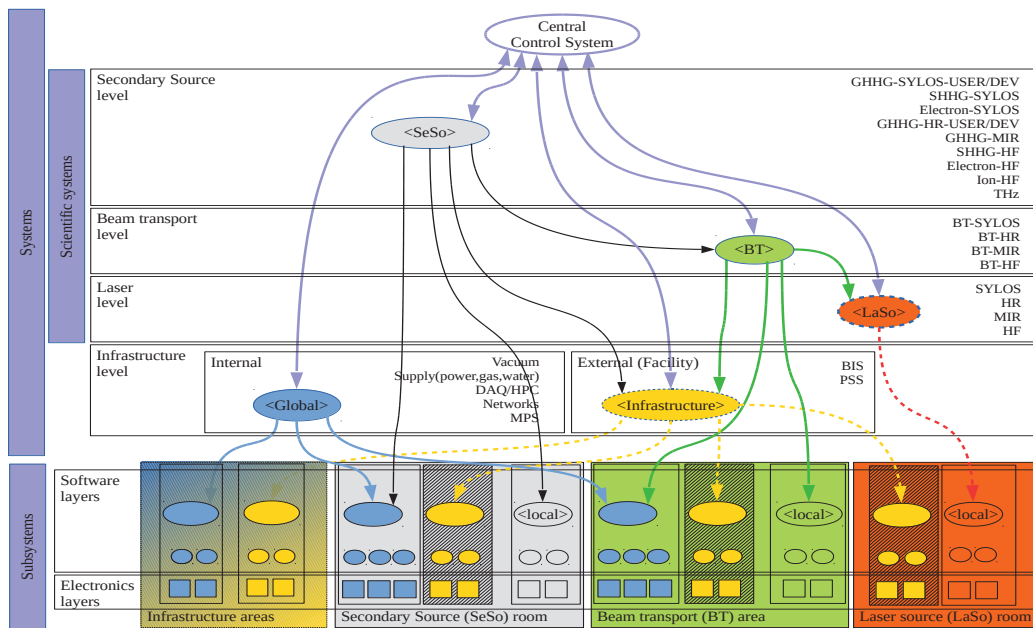 Central
Control System
Systems
Scientific systems
Secondary Source
level
GHHG-SYLOS-USER/DEV
SHHG-SYLOS
Electron-SYLOS
GHHG-HR-USER/DEV
GHHG-MIR
SHHG-HF
Electron-HF
Ion-HF
THz
<SeSo>
Beam transport
level
BT-SYLOS
BT-HR
BT-MIR
BT-HF
<BT>
Laser
level
SYLOS
HR
MIR
HF
<LaSo>
Infrastructure
level
Internal
Vacuum
Supply(power,gas,water)
DAQ/HPC
Networks
MPS
<Global>
External (Facility)
BIS
PSS
<Infrastructure>
Subsystems
Software
layers
<local>
<local>
<local>
Electronics
layers
Infrastructure areas
Secondary Source (SeSo) room
Beam transport (BT) area
Laser source (LaSo) room